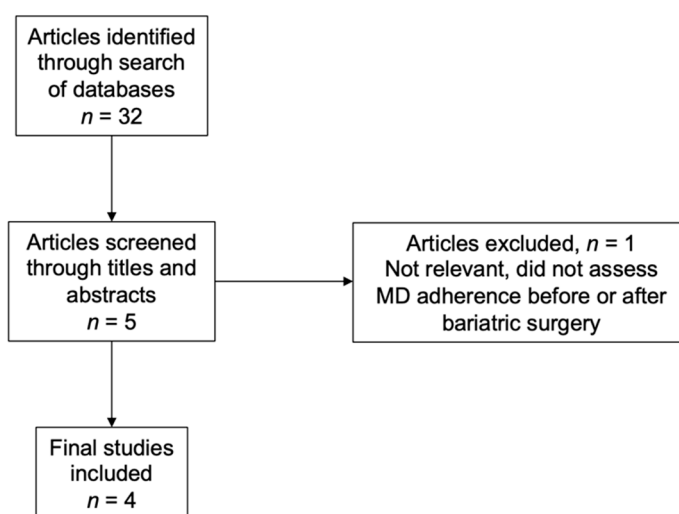 Articles identified
through search
of databases
n = 32
Articles screened
through titles and
abstracts
n = 5
Articles excluded, n = 1
Not relevant, did not assess
MD adherence before or after
bariatric surgery
Final studies
included
n = 4